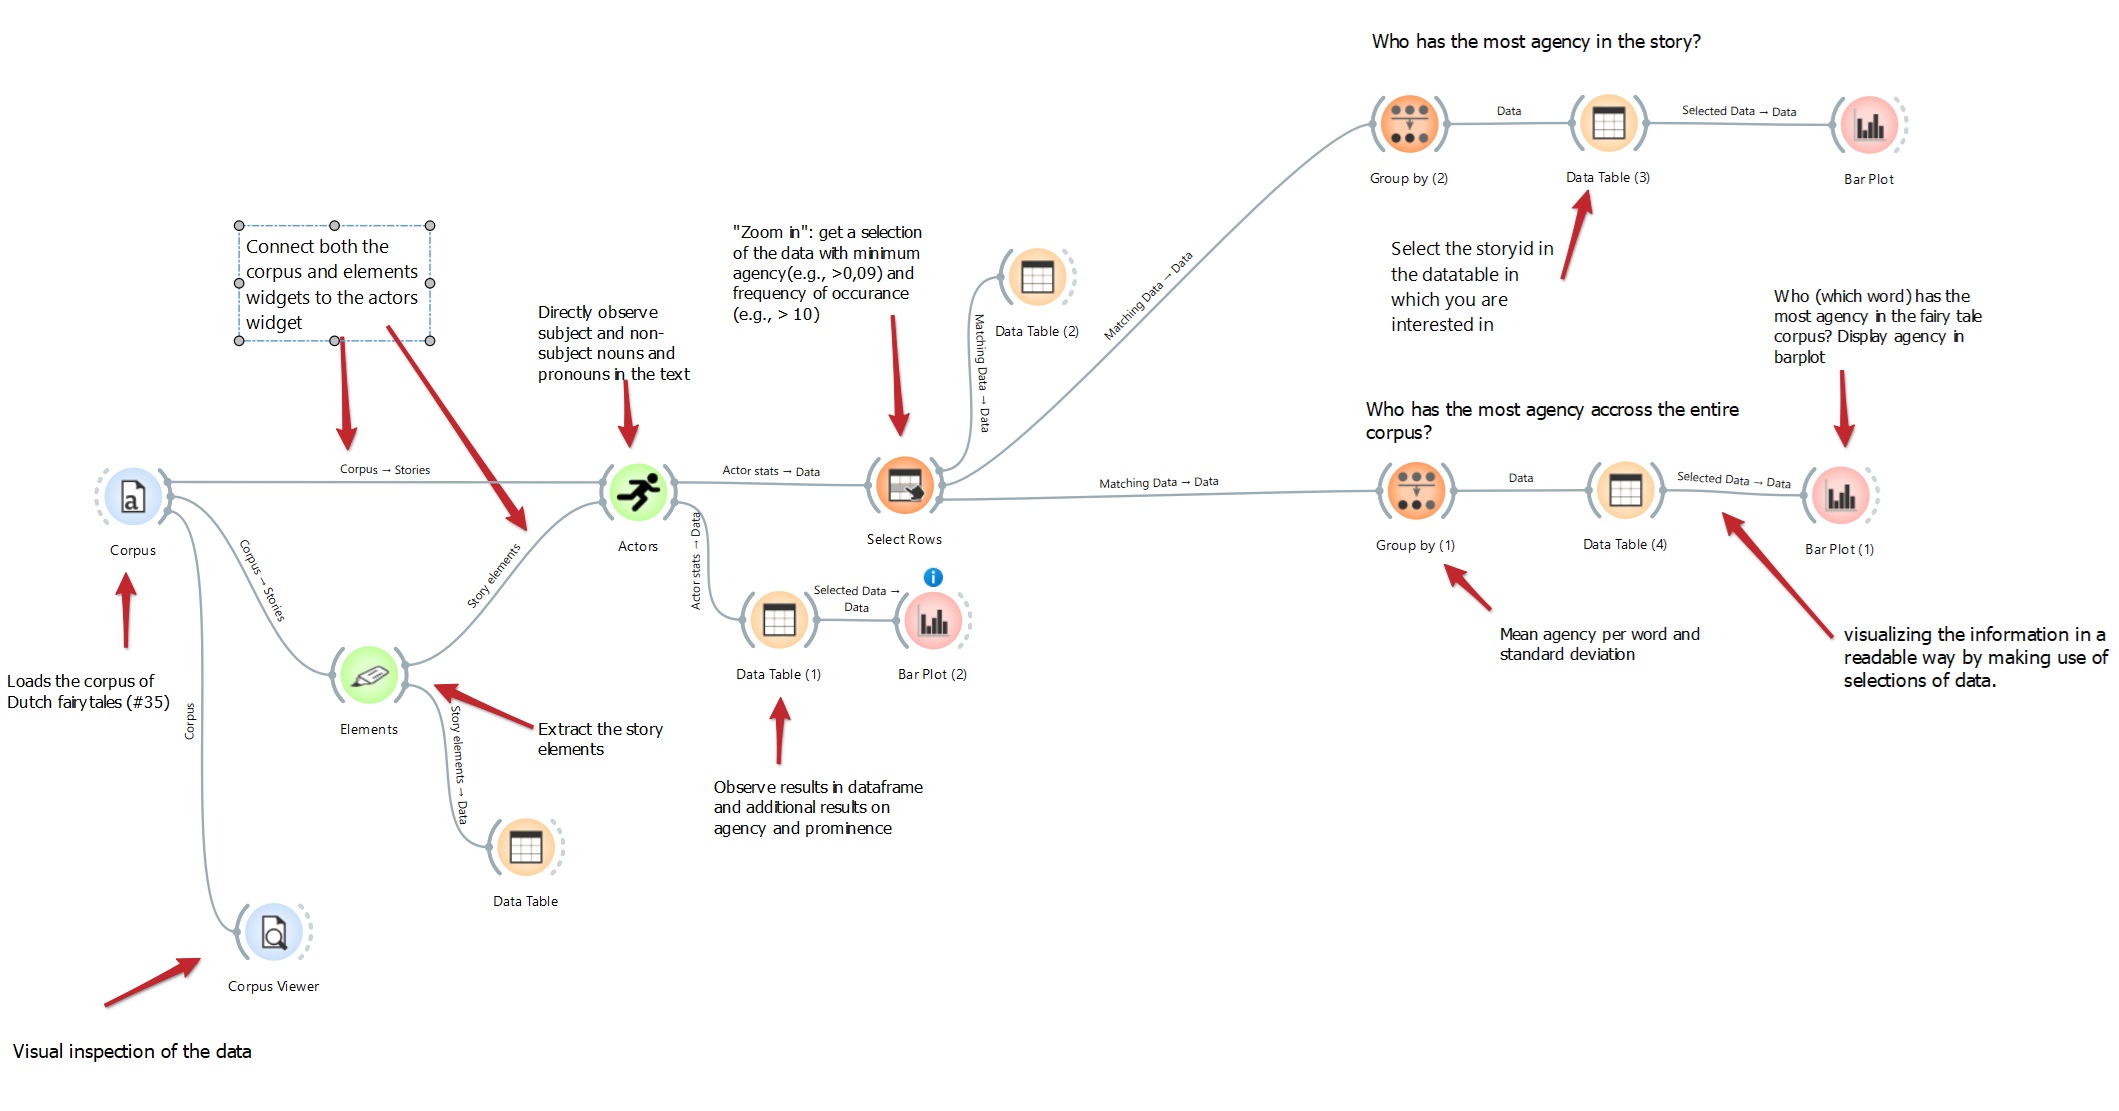 Who has the most agency in the story?
Data
Selected Data → Data
Group by (2)
Data Table (3)
Bar Plot
Connect both the
corpus and elements
widgets to the actors
widget
"Zoom in": get a selection
of the data with minimum
agency(e.g., >0,09) and
frequency of occurance
(e.g., > 10)
Data Table (2)
Matching Data → Data
Matching Data → Data
Select the storyid in
the datatable in
which you are
interested in
Directly observe
subject and non-
subject nouns and
pronouns in the text
Who (which word) has the
most agency in the fairy tale
corpus? Display agency in
barplot
Who has the most agency accross the entire
corpus?
Corpus → Stories
Actor stats → Data
Matching Data → Data
Data
Selected Data → Data
Corpus
Actors
Select Rows
Group by (1)
Data Table (4)
Bar Plot (1)
Corpus → Stories
Story elements
Actor stats → Data
Selected Data →
Data
Data Table (1)
Bar Plot (2)
Mean agency per word and
standard deviation
visualizing the information in a
readable way by making use of
selections of data.
Loads the corpus of
Dutch fairytales (#35)
Corpus
Elements
Extract the story
elements
Story elements → Data
Observe results in dataframe
and additional results on
agency and prominence
Data Table
Corpus Viewer
Visual inspection of the data